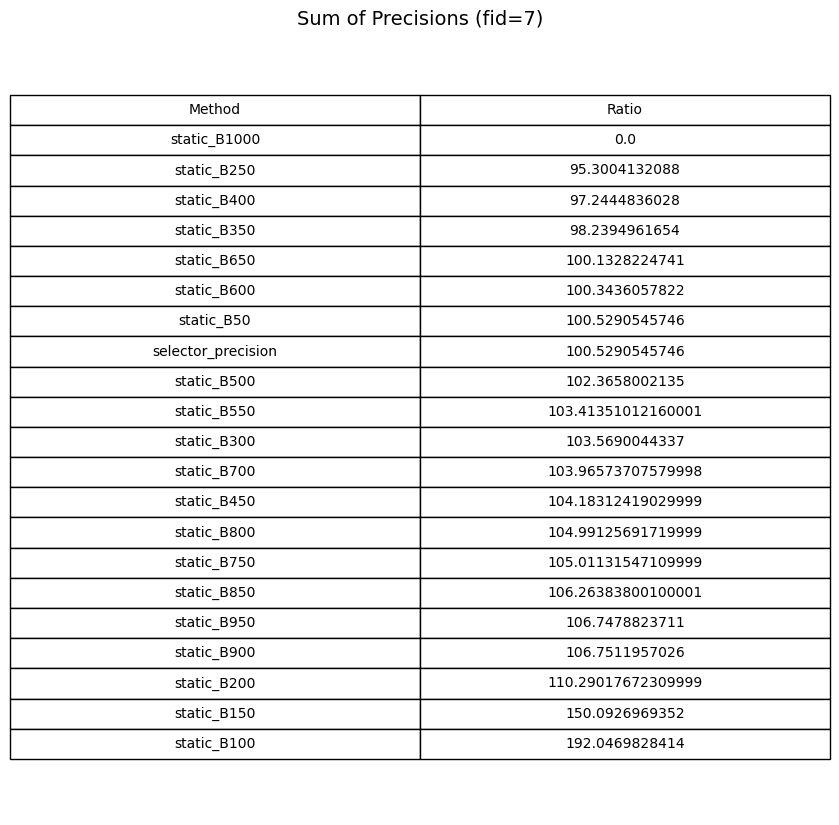 Sum of Precisions (fid=7)
Method Ratio
static_B1000 0.0
static_B250 95.3004132088
static_B400 97.2444836028
static_B350 98.2394961654
static_B650 100.1328224741
static_B600 100.3436057822
static_B50 100.5290545746
selector_precision 100.5290545746
static_B500 102.3658002135
static_B550 103.41351012160001
static_B300 103.5690044337
static_B700 103.96573707579998
static_B450 104.18312419029999
static_B800 104.99125691719999
static_B750 105.01131547109999
static_B850 106.26383800100001
static_B950 106.7478823711
static_B900 106.7511957026
static_B200 110.29017672309999
static_B150 150.0926969352
static_B100 192.0469828414